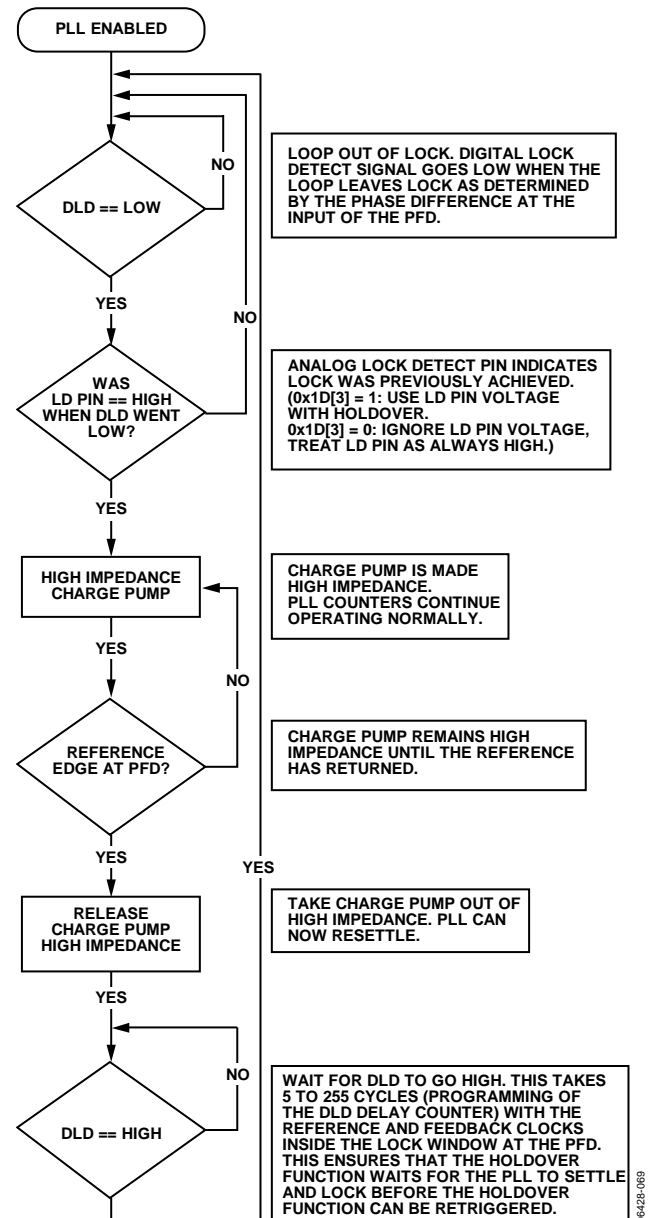 PLL ENABLED
NO
DLD == LOW
LOOP OUT OF LOCK. DIGITAL LOCK
DETECT SIGNAL GOES LOW WHEN THE
LOOP LEAVES LOCK AS DETERMINED
BY THE PHASE DIFFERENCE AT THE
INPUT OF THE PFD.
YES
NO
WAS
LD PIN == HIGH
WHEN DLD WENT
LOW?
ANALOG LOCK DETECT PIN INDICATES
LOCK WAS PREVIOUSLY ACHIEVED.
(0x1D[3] = 1: USE LD PIN VOLTAGE
WITH HOLDOVER.
0x1D[3] = 0: IGNORE LD PIN VOLTAGE,
TREAT LD PIN AS ALWAYS HIGH.)
YES
HIGH IMPEDANCE
CHARGE PUMP
CHARGE PUMP IS MADE
HIGH IMPEDANCE.
PLL COUNTERS CONTINUE
OPERATING NORMALLY.
YES
NO
REFERENCE
EDGE AT PFD?
CHARGE PUMP REMAINS HIGH
IMPEDANCE UNTIL THE REFERENCE
HAS RETURNED.
YES
YES
RELEASE
CHARGE PUMP
HIGH IMPEDANCE
TAKE CHARGE PUMP OUT OF
HIGH IMPEDANCE. PLL CAN
NOW RESETTLE.
YES
NO
DLD == HIGH
WAIT FOR DLD TO GO HIGH. THIS TAKES
5 TO 255 CYCLES (PROGRAMMING OF
THE DLD DELAY COUNTER) WITH THE
REFERENCE AND FEEDBACK CLOCKS
INSIDE THE LOCK WINDOW AT THE PFD.
THIS ENSURES THAT THE HOLDOVER
FUNCTION WAITS FOR THE PLL TO SETTLE
AND LOCK BEFORE THE HOLDOVER
FUNCTION CAN BE RETRIGGERED.
06428-069